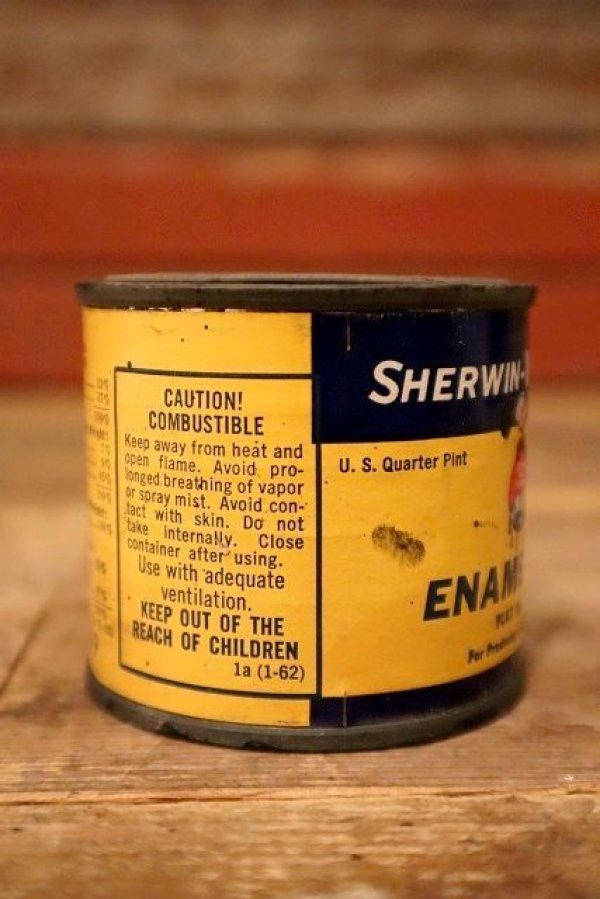 CAUTION!
COMBUSTIBLE
Keep away from heat and
open flame. Avoid pro-
longed breathing of vapor
or spray mist. Avoid con-
tact with skin. Do not
take internally. Close
container after using.
Use with adequate
ventilation.
KEEP OUT OF THE
REACH OF CHILDREN
1a (1-62)
SHERWIN-
U. S. Quarter Pint
ENAM